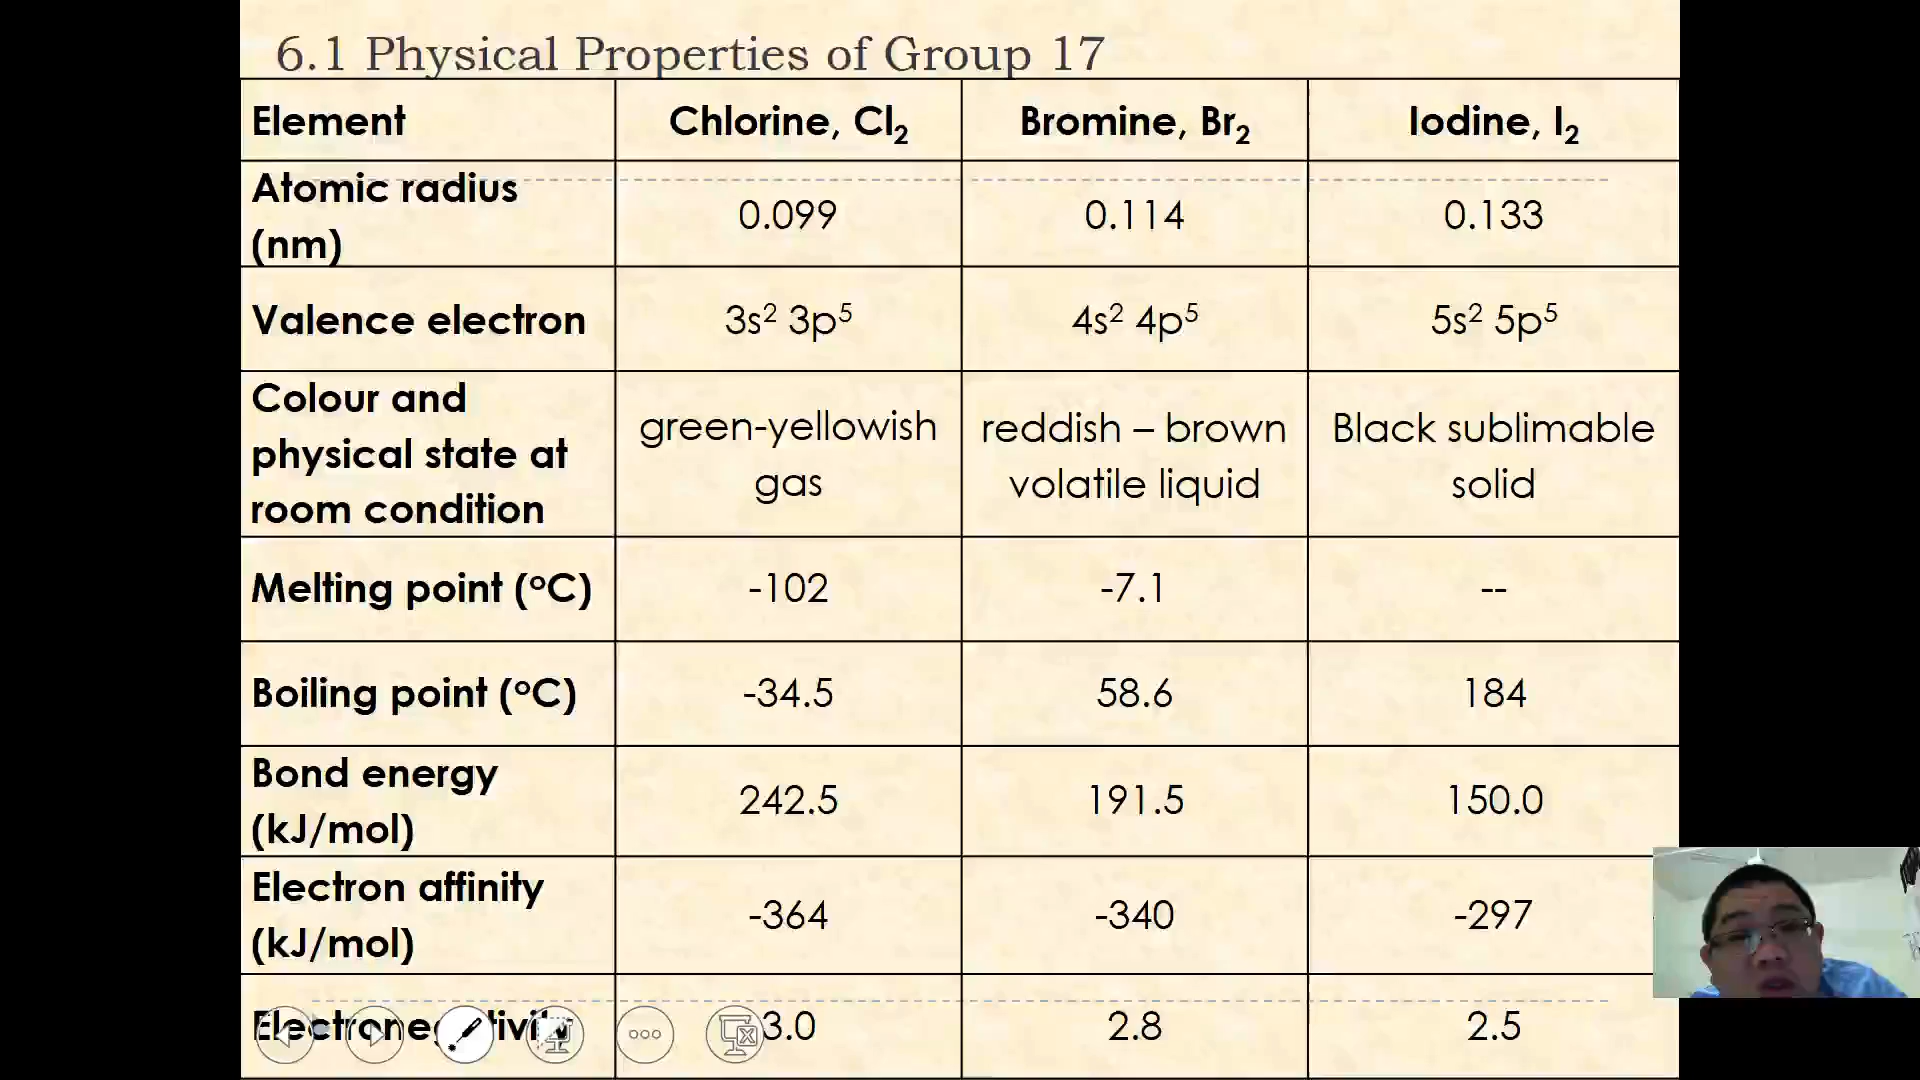 6.1 Physical Properties of Group 17
Element Chlorine, Cl₂ Bromine, Br₂ Iodine, I₂
Atomic radius
(nm) 0.099 0.114 0.133
Valence electron 3s² 3p⁵ 4s² 4p⁵ 5s² 5p⁵
Colour and
physical state at
room condition
green-yellowish
gas
reddish – brown
volatile liquid
Black sublimable
solid
Melting point (°C) -102 -7.1 --
Boiling point (°C) -34.5 58.6 184
Bond energy
(kJ/mol) 242.5 191.5 150.0
Electron affinity
(kJ/mol) -364 -340 -297
Electronegativity 3.0 2.8 2.5